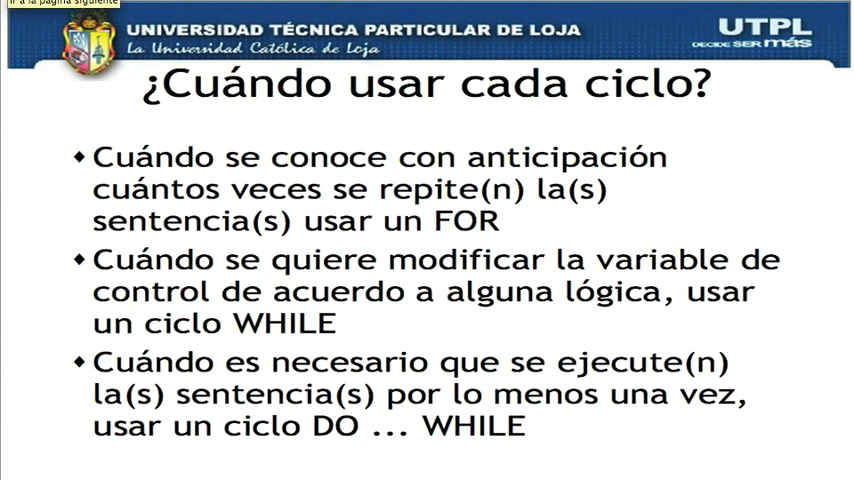 Ir a la página siguiente
UNIVERSIDAD TÉCNICA PARTICULAR DE LOJA
La Universidad Católica de Loja
UTPL
DECIDE SER más
¿Cuándo usar cada ciclo?
Cuándo se conoce con anticipación
cuántos veces se repite(n) la(s)
sentencia(s) usar un FOR
Cuándo se quiere modificar la variable de
control de acuerdo a alguna lógica, usar
un ciclo WHILE
Cuándo es necesario que se ejecute(n)
la(s) sentencia(s) por lo menos una vez,
usar un ciclo DO ... WHILE